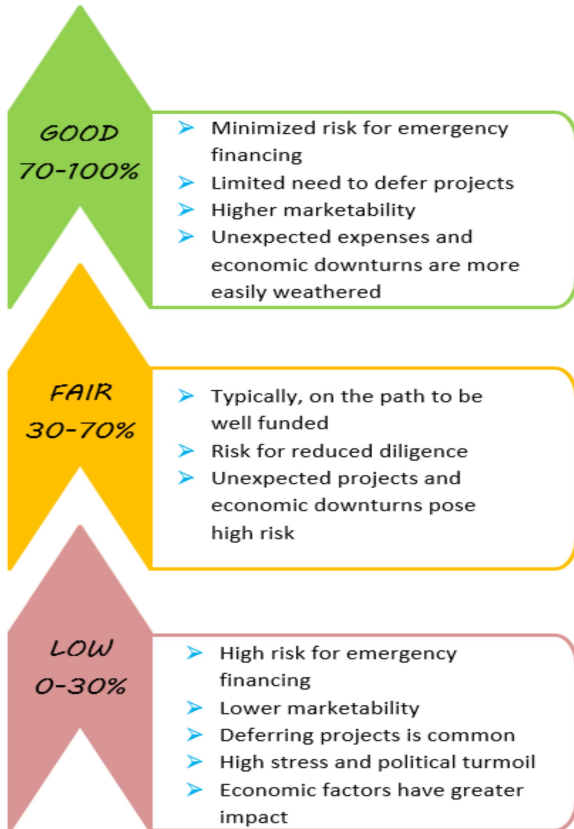 GOOD
70-100%
➤ Minimized risk for emergency
financing
➤ Limited need to defer projects
➤ Higher marketability
➤ Unexpected expenses and
economic downturns are more
easily weathered
FAIR
30-70%
➤ Typically, on the path to be
well funded
➤ Risk for reduced diligence
➤ Unexpected projects and
economic downturns pose
high risk
LOW
0-30%
➤ High risk for emergency
financing
➤ Lower marketability
➤ Deferring projects is common
➤ High stress and political turmoil
➤ Economic factors have greater
impact